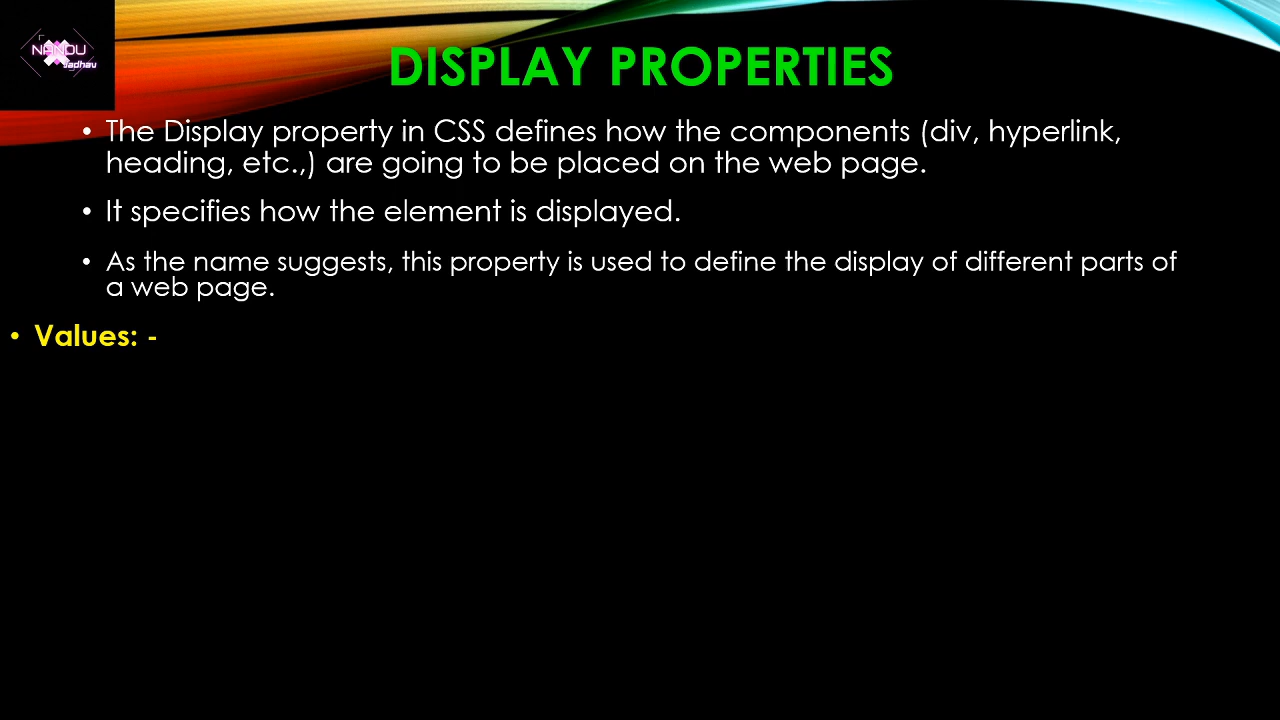 NANDU
Jadhav
DISPLAY PROPERTIES
• The Display property in CSS defines how the components (div, hyperlink,
heading, etc.,) are going to be placed on the web page.
• It specifies how the element is displayed.
• As the name suggests, this property is used to define the display of different parts of
a web page.
• Values: -